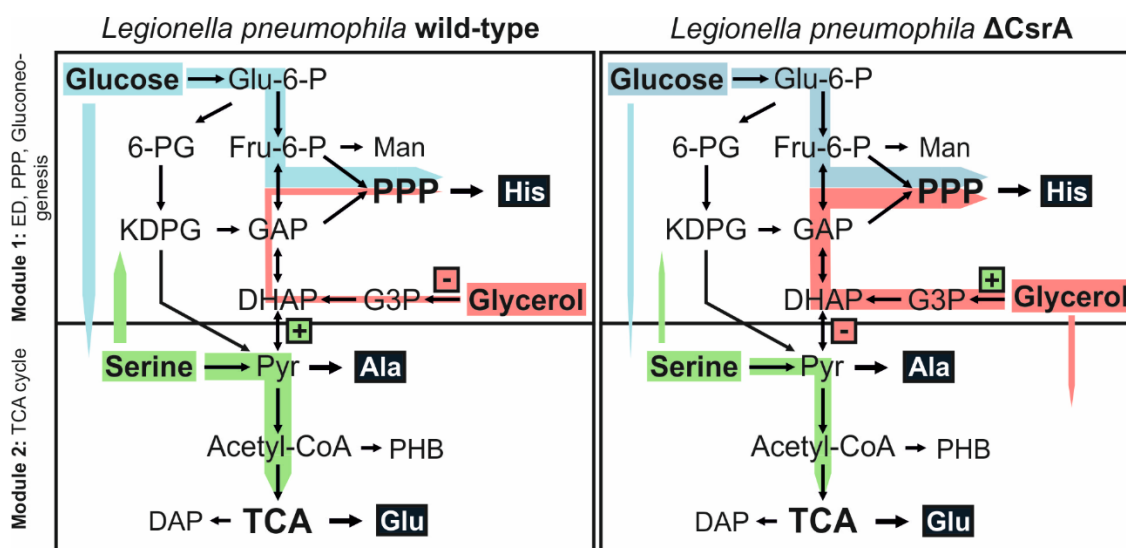 Legionella pneumophila wild-type
Legionella pneumophila ΔCsrA
Module 1: ED, PPP, Gluconeo-
genesis
Module 2: TCA cycle
Glucose
Glu-6-P
6-PG
Fru-6-P
Man
PPP
His
KDPG
GAP
-
DHAP
G3P
Glycerol
+
Serine
Pyr
Ala
Acetyl-CoA
PHB
DAP
TCA
Glu
Glucose
Glu-6-P
6-PG
Fru-6-P
Man
PPP
His
KDPG
GAP
+
DHAP
G3P
Glycerol
-
Serine
Pyr
Ala
Acetyl-CoA
PHB
DAP
TCA
Glu